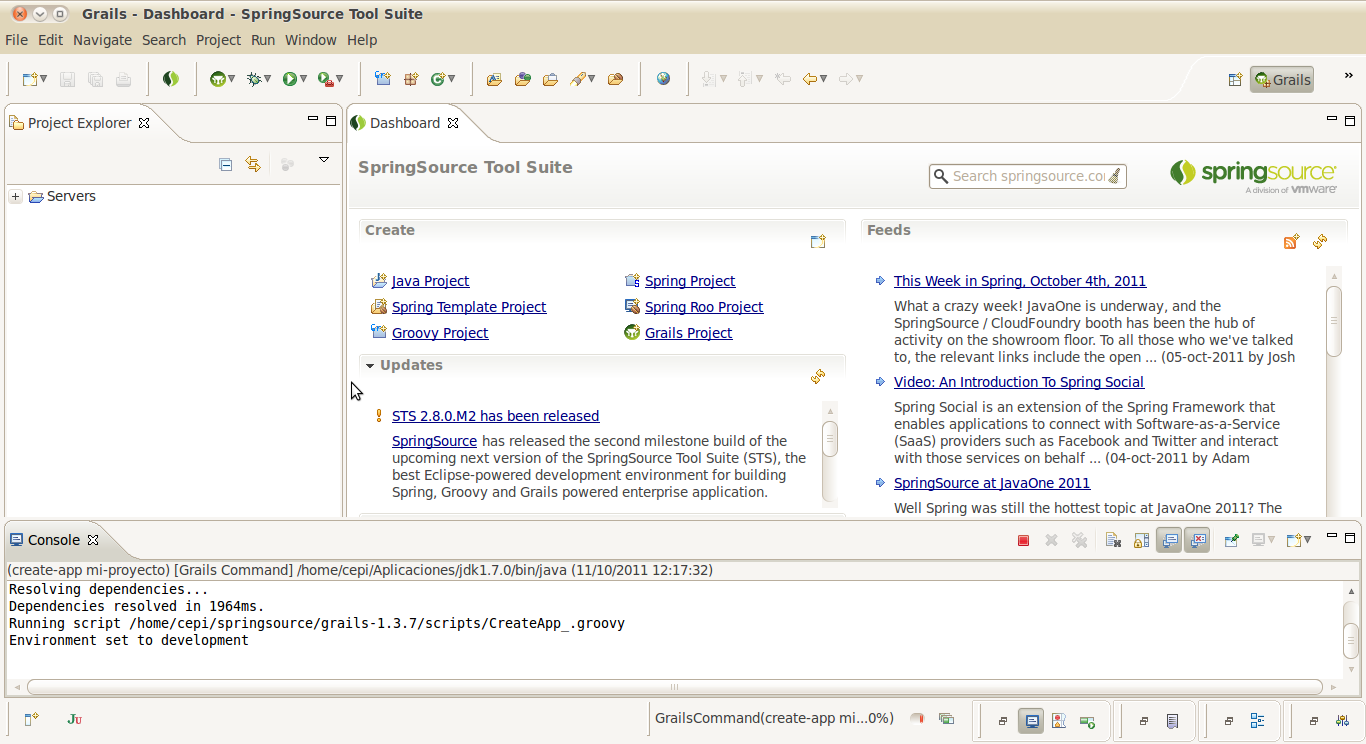 Grails - Dashboard - SpringSource Tool Suite
File Edit Navigate Search Project Run Window Help
Grails
»
Project Explorer
Servers
Dashboard
SpringSource Tool Suite
Search springsource.co
springsource
A division of vmware
Create
Java Project
Spring Project
Spring Template Project
Spring Roo Project
Groovy Project
Grails Project
Updates
STS 2.8.0.M2 has been released
SpringSource has released the second milestone build of the
upcoming next version of the SpringSource Tool Suite (STS), the
best Eclipse-powered development environment for building
Spring, Groovy and Grails powered enterprise application.
Feeds
This Week in Spring, October 4th, 2011
What a crazy week! JavaOne is underway, and the
SpringSource / CloudFoundry booth has been the hub of
activity on the showroom floor. To all those who we've talked
to, the relevant links include the open ... (05-oct-2011 by Josh
Video: An Introduction To Spring Social
Spring Social is an extension of the Spring Framework that
enables applications to connect with Software-as-a-Service
(SaaS) providers such as Facebook and Twitter and interact
with those services on behalf ... (04-oct-2011 by Adam
SpringSource at JavaOne 2011
Well Spring was still the hottest topic at JavaOne 2011? The
Console
(create-app mi-proyecto) [Grails Command] /home/cepi/Aplicaciones/jdk1.7.0/bin/java (11/10/2011 12:17:32)
Resolving dependencies...
Dependencies resolved in 1964ms.
Running script /home/cepi/springsource/grails-1.3.7/scripts/CreateApp_.groovy
Environment set to development
Ju
GrailsCommand(create-app mi...0%)